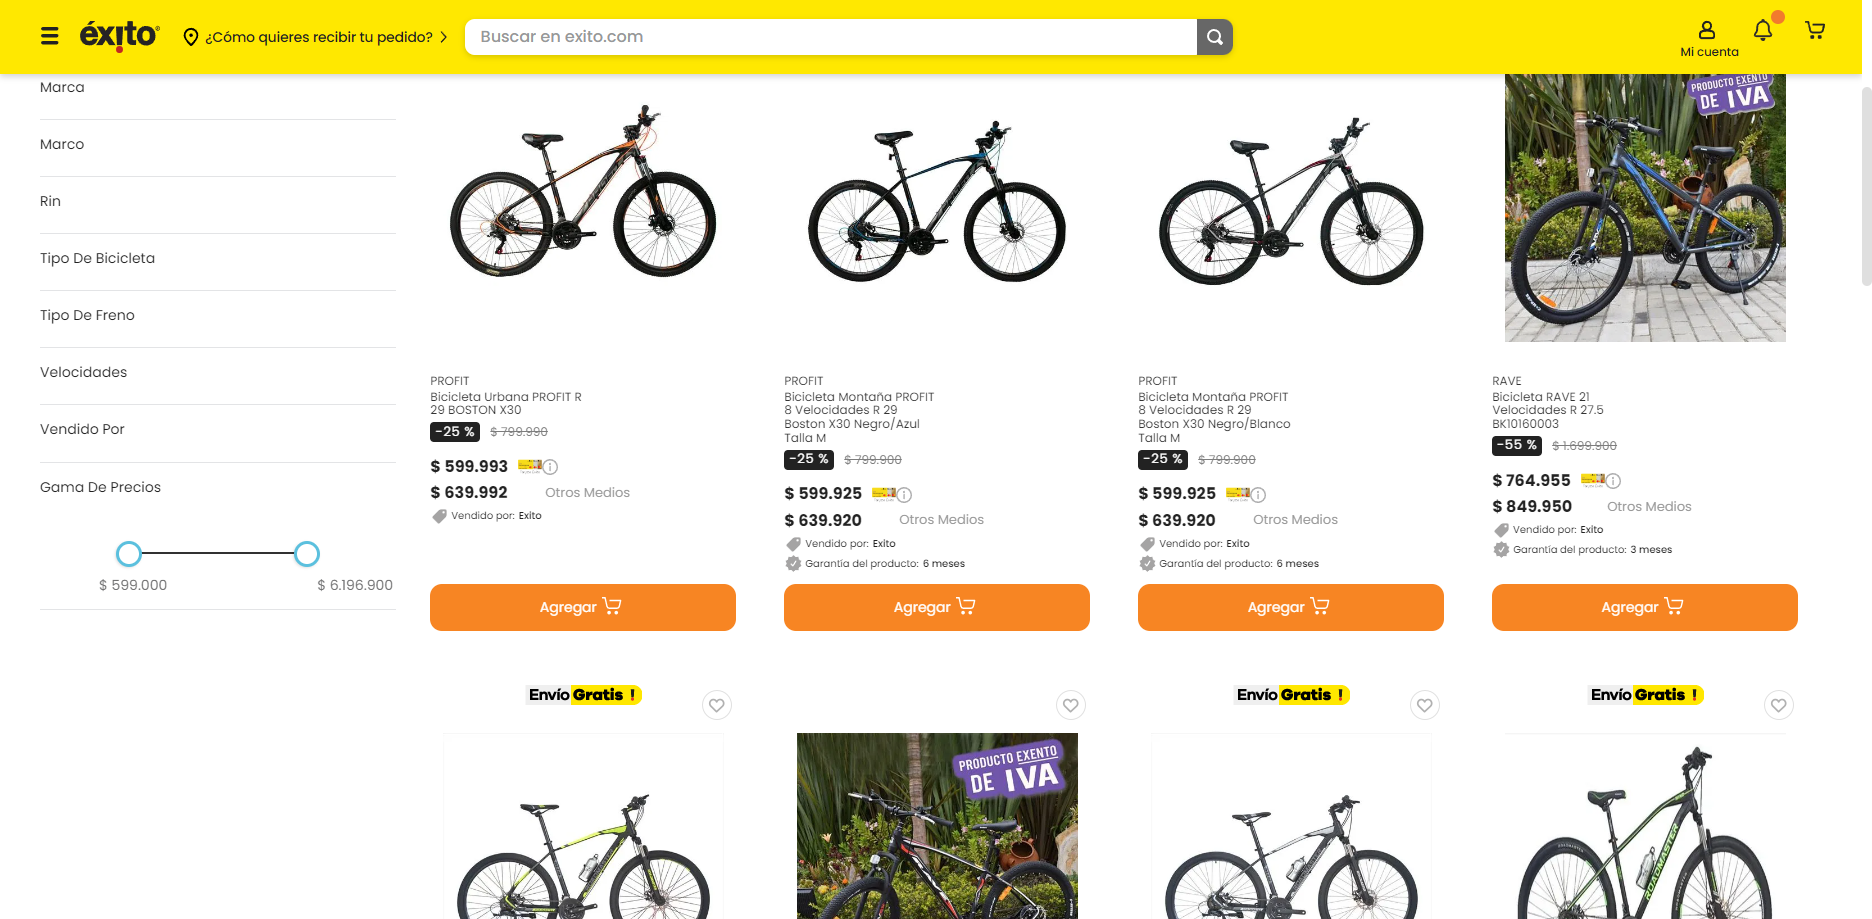 éxito
¿Cómo quieres recibir tu pedido?
Buscar en exito.com
Mi cuenta
Marca
Marco
Rin
Tipo De Bicicleta
Tipo De Freno
Velocidades
Vendido Por
Gama De Precios
$ 599.000
$ 6.196.900
PROFIT
Bicicleta Urbana PROFIT R
29 BOSTON X30
-25 % $ 799.990
$ 599.993
$ 639.992 Otros Medios
Vendido por: Exito
Agregar
PROFIT
Bicicleta Montaña PROFIT
8 Velocidades R 29
Boston X30 Negro/Azul
Talla M
-25 % $ 799.900
$ 599.925
$ 639.920 Otros Medios
Vendido por: Exito
Garantía del producto: 6 meses
Agregar
PROFIT
Bicicleta Montaña PROFIT
8 Velocidades R 29
Boston X30 Negro/Blanco
Talla M
-25 % $ 799.900
$ 599.925
$ 639.920 Otros Medios
Vendido por: Exito
Garantía del producto: 6 meses
Agregar
PRODUCTO EXENTO
DE IVA
RAVE
Bicicleta RAVE 21
Velocidades R 27.5
BK10160003
-55 % $ 1.699.900
$ 764.955
$ 849.950 Otros Medios
Vendido por: Exito
Garantía del producto: 3 meses
Agregar
Envío Gratis !
PRODUCTO EXENTO
DE IVA
Envío Gratis !
Envío Gratis !
ROADMASTER